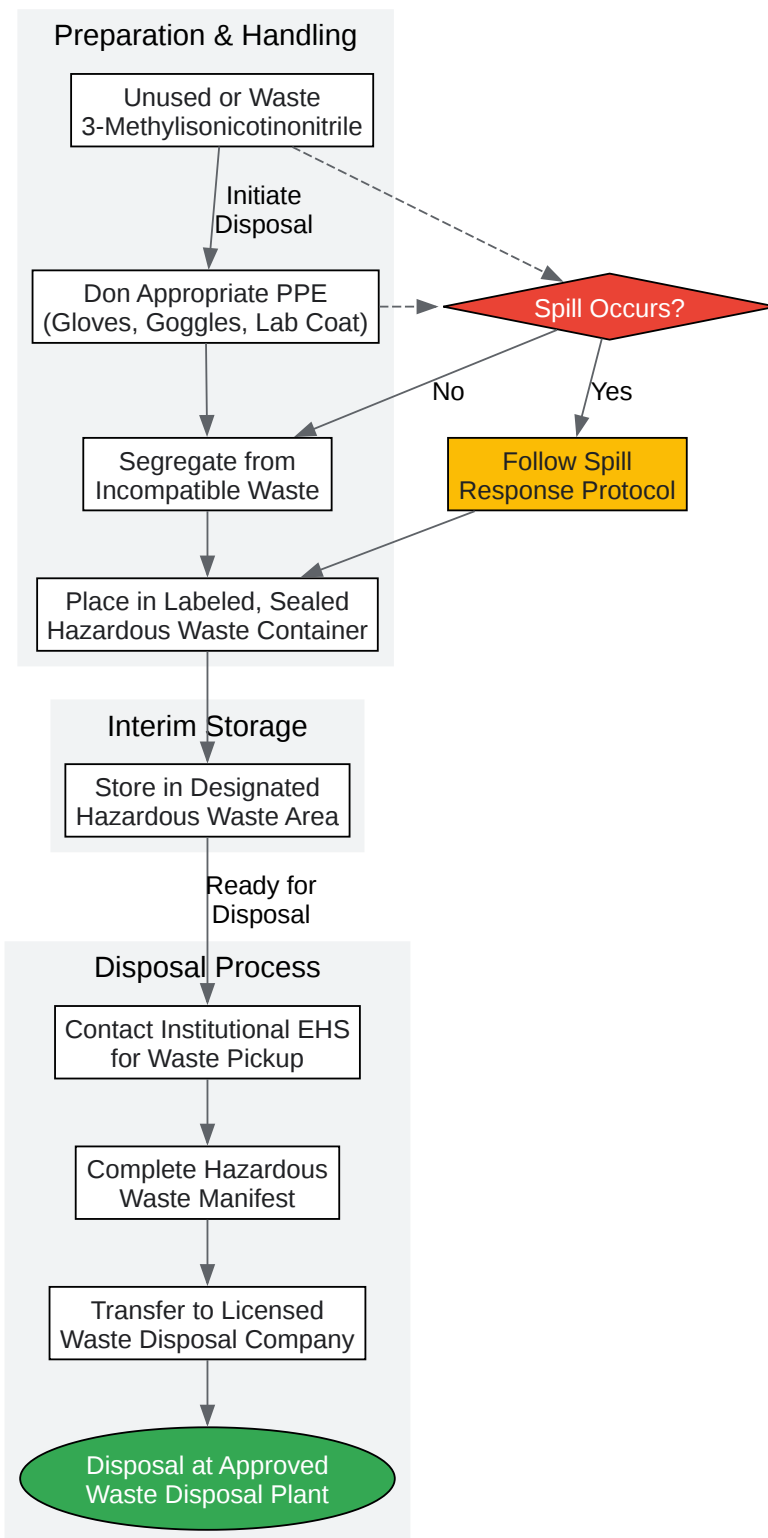 Preparation & Handling
Unused or Waste
3-Methylisonicotinonitrile
Initiate
Disposal
Don Appropriate PPE
(Gloves, Goggles, Lab Coat)
Spill Occurs?
No
Yes
Segregate from
Incompatible Waste
Follow Spill
Response Protocol
Place in Labeled, Sealed
Hazardous Waste Container
Interim Storage
Store in Designated
Hazardous Waste Area
Ready for
Disposal
Disposal Process
Contact Institutional EHS
for Waste Pickup
Complete Hazardous
Waste Manifest
Transfer to Licensed
Waste Disposal Company
Disposal at Approved
Waste Disposal Plant